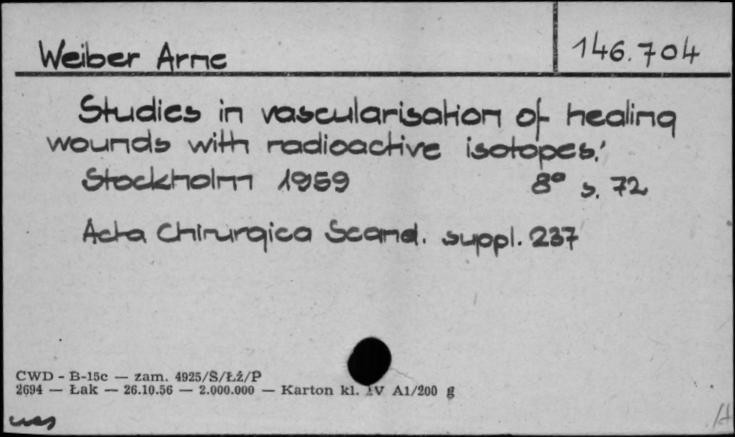 Weiber Arne
146.704
Studies in vascularisation of healing
wounds with radioactive isotopes.
Stockholm 1959 8° s. 72
Acta Chirurgica Scand. suppl. 237
CWD - B-15c — zam. 4925/S/Łż/P
2694 — Łak — 26.10.56 — 2.000.000 — Karton kl. IV A1/200 g